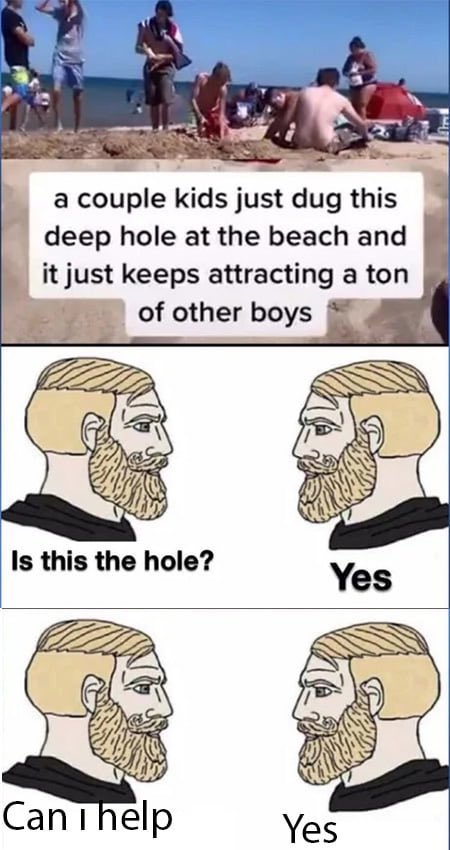 a couple kids just dug this
deep hole at the beach and
it just keeps attracting a ton
of other boys
Is this the hole?
Yes
Can i help
Yes